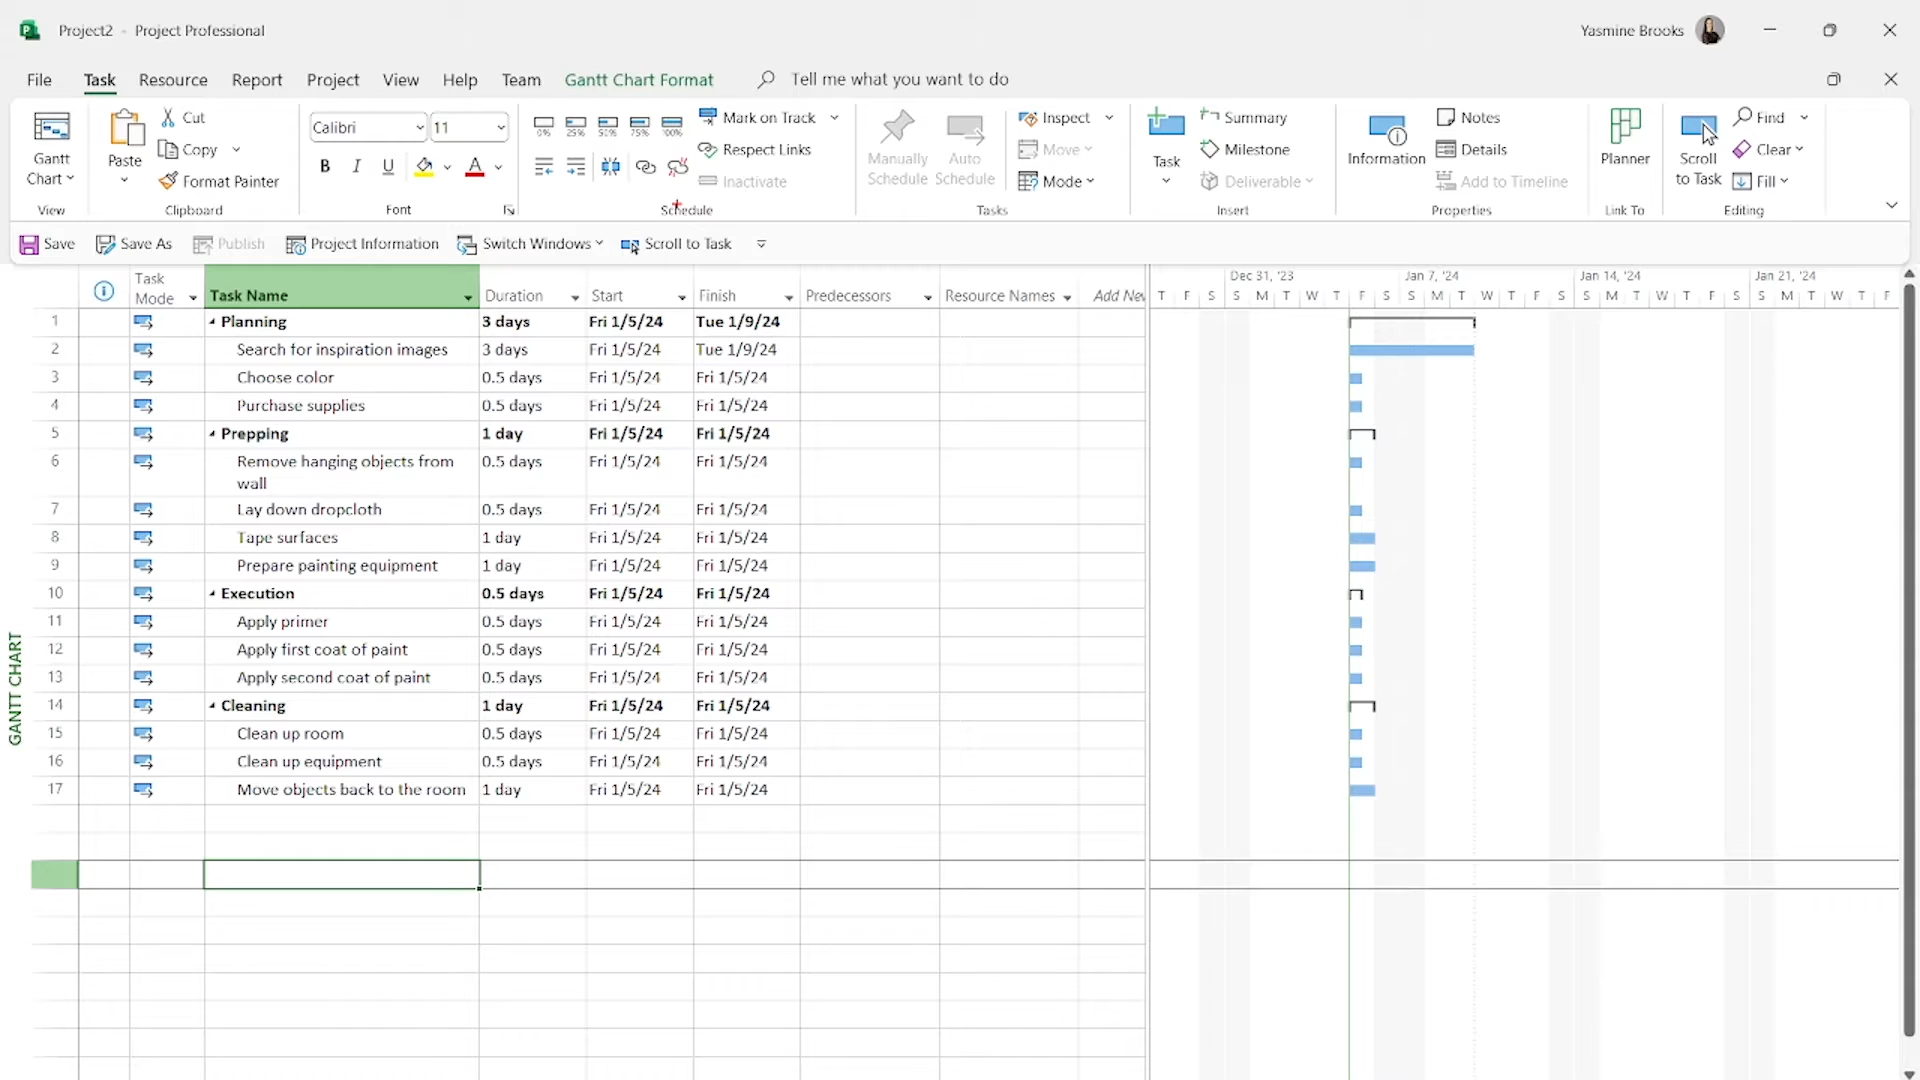 Project2 - Project Professional
Yasmine Brooks
File Task Resource Report Project View Help Team Gantt Chart Format Tell me what you want to do
Gantt Chart
View
Paste
Cut
Copy
Format Painter
Clipboard
Calibri 11
B I U A
Font
0% 25% 50% 75% 100%
Mark on Track
Respect Links
Inactivate
Schedule
Manually Schedule
Auto Schedule
Inspect
Move
Mode
Tasks
Task
Summary
Milestone
Deliverable
Insert
Information
Notes
Details
Add to Timeline
Properties
Planner
Link To
Scroll to Task
Find
Clear
Fill
Editing
Save Save As Publish Project Information Switch Windows Scroll to Task
Task Mode Task Name Duration Start Finish Predecessors Resource Names Add New
Dec 31, '23 Jan 7, '24 Jan 14, '24 Jan 21, '24
T F S S M T W T F S S M T W T F S S M T W T F S S M T W T F
1 Planning 3 days Fri 1/5/24 Tue 1/9/24
2 Search for inspiration images 3 days Fri 1/5/24 Tue 1/9/24
3 Choose color 0.5 days Fri 1/5/24 Fri 1/5/24
4 Purchase supplies 0.5 days Fri 1/5/24 Fri 1/5/24
5 Prepping 1 day Fri 1/5/24 Fri 1/5/24
6 Remove hanging objects from wall 0.5 days Fri 1/5/24 Fri 1/5/24
7 Lay down dropcloth 0.5 days Fri 1/5/24 Fri 1/5/24
8 Tape surfaces 1 day Fri 1/5/24 Fri 1/5/24
9 Prepare painting equipment 1 day Fri 1/5/24 Fri 1/5/24
10 Execution 0.5 days Fri 1/5/24 Fri 1/5/24
11 Apply primer 0.5 days Fri 1/5/24 Fri 1/5/24
12 Apply first coat of paint 0.5 days Fri 1/5/24 Fri 1/5/24
13 Apply second coat of paint 0.5 days Fri 1/5/24 Fri 1/5/24
14 Cleaning 1 day Fri 1/5/24 Fri 1/5/24
15 Clean up room 0.5 days Fri 1/5/24 Fri 1/5/24
16 Clean up equipment 0.5 days Fri 1/5/24 Fri 1/5/24
17 Move objects back to the room 1 day Fri 1/5/24 Fri 1/5/24
GANTT CHART